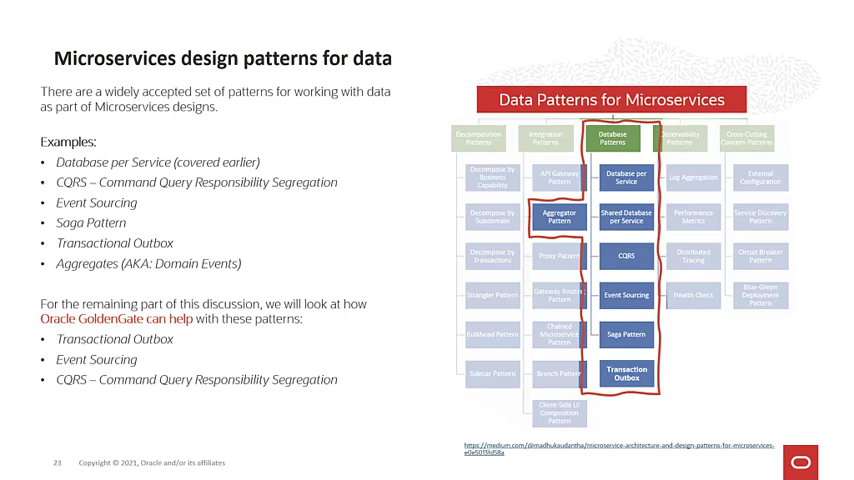 Microservices design patterns for data
There are a widely accepted set of patterns for working with data
as part of Microservices designs.
Examples:
• Database per Service (covered earlier)
• CQRS – Command Query Responsibility Segregation
• Event Sourcing
• Saga Pattern
• Transactional Outbox
• Aggregates (AKA: Domain Events)
For the remaining part of this discussion, we will look at how
Oracle GoldenGate can help with these patterns:
• Transactional Outbox
• Event Sourcing
• CQRS – Command Query Responsibility Segregation
Data Patterns for Microservices
Decomposition
Patterns
Decompose by
Business
Capability
Decompose by
Subdomain
Decompose by
Transactions
Strangler Pattern
Bulkhead Pattern
Sidecar Pattern
Integration
Patterns
API Gateway
Pattern
Aggregator
Pattern
Proxy Pattern
Gateway Routing
Pattern
Chained
Microservice
Pattern
Branch Pattern
Client-Side UI
Composition
Pattern
Database
Patterns
Database per
Service
Shared Database
per Service
CQRS
Event Sourcing
Saga Pattern
Transaction
Outbox
Observability
Patterns
Log Aggregation
Performance
Metrics
Distributed
Tracing
Health Check
Cross-Cutting
Concern Patterns
External
Configuration
Service Discovery
Pattern
Circuit Breaker
Pattern
Blue-Green
Deployment
Pattern
https://medium.com/@madhukaudantha/microservice-architecture-and-design-patterns-for-microservices-
e0e50131d58a
23 Copyright © 2021, Oracle and/or its affiliates